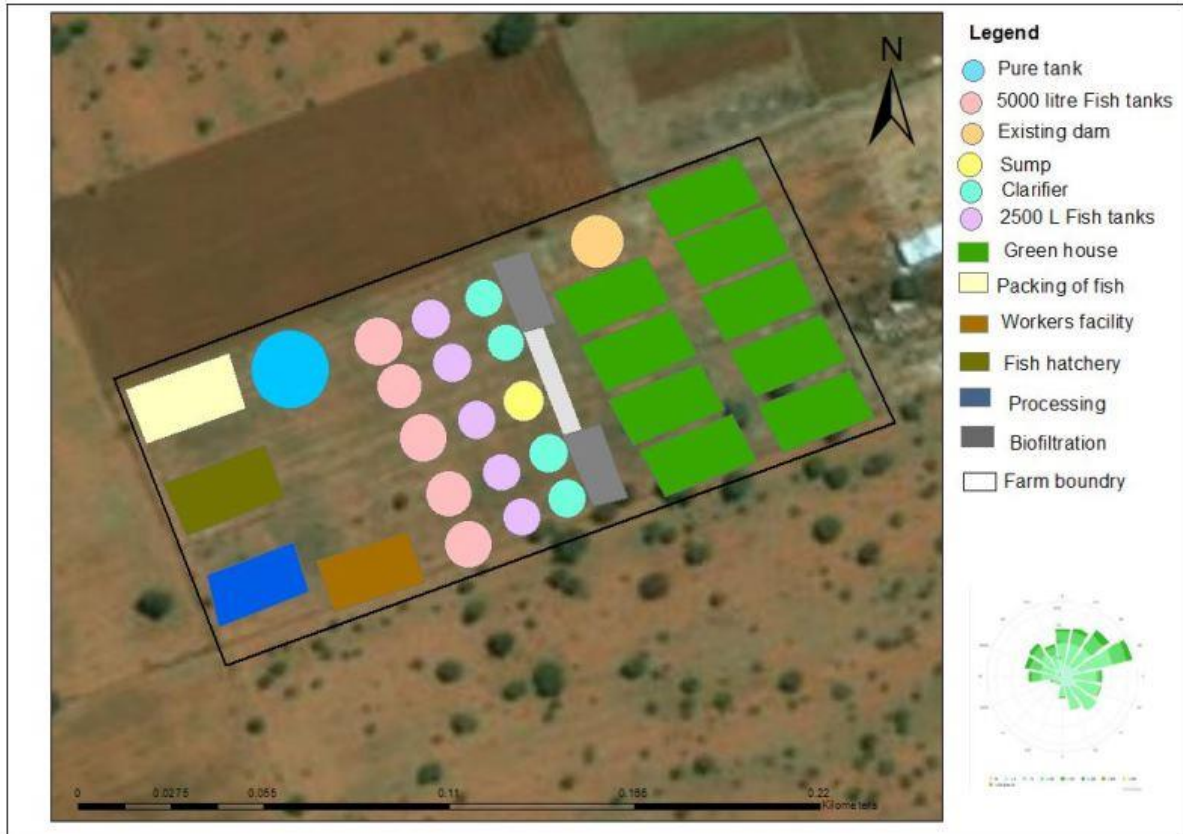 Legend
N
Pure tank
5000 litre Fish tanks
Existing dam
Sump
Clarifier
2500 L Fish tanks
Green house
Packing of fish
Workers facility
Fish hatchery
Processing
Biofiltration
Farm boundry
0 0.0275 0.055 0.11 0.165 0.22
Kilometers